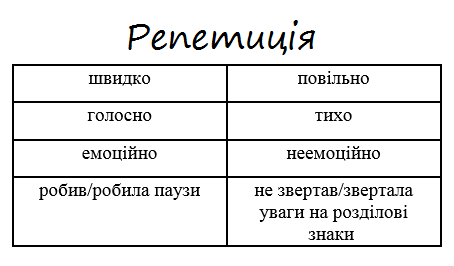 Репетиція
швидко повільно
голосно тихо
емоційно неемоційно
робив/робила паузи не звертав/звертала
уваги на розділові
знаки